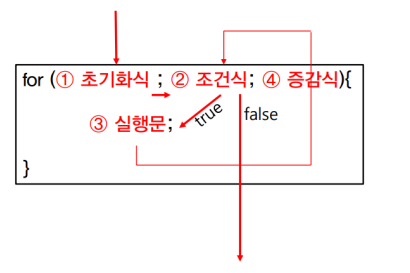 for (① 초기화식 ; ② 조건식; ④ 증감식){
③ 실행문;
true
false
}